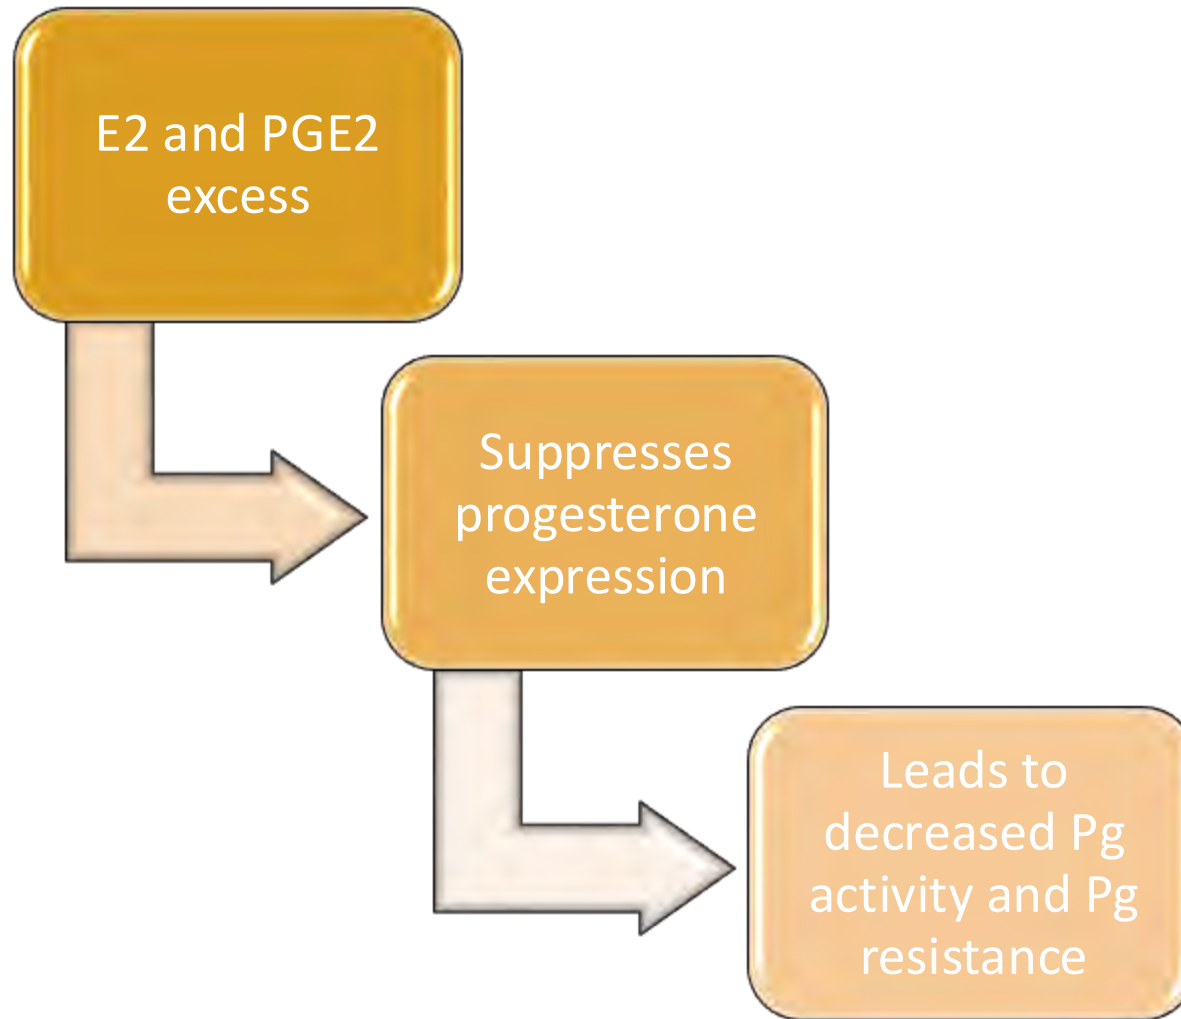 E2 and PGE2
excess
Suppresses
progesterone
expression
Leads to
decreased Pg
activity and Pg
resistance